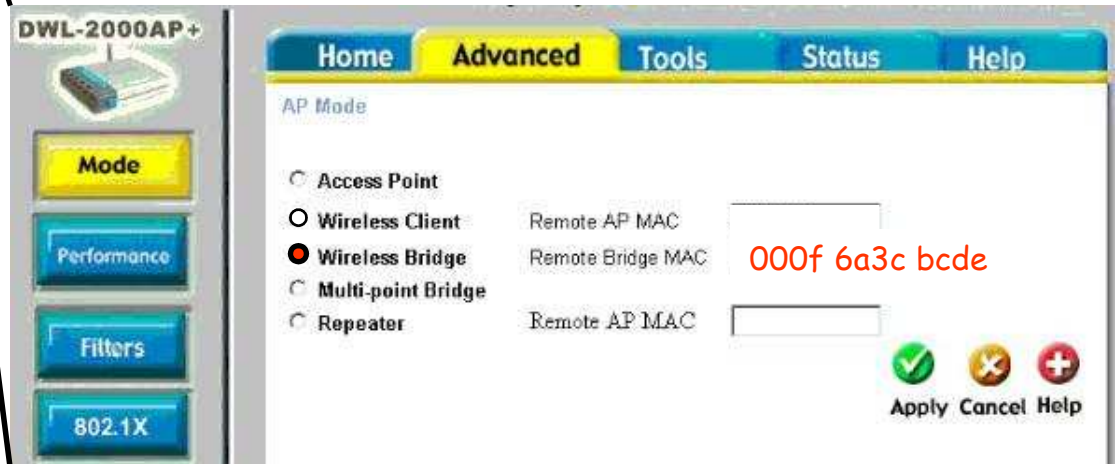 DWL-2000AP+
Home Advanced Tools Status Help
AP Mode
Mode
Access Point
Wireless Client Remote AP MAC
Performance
Wireless Bridge Remote Bridge MAC 000f 6a3c bcde
Multi-point Bridge
Repeater Remote AP MAC
Filters
Apply Cancel Help
802.1X